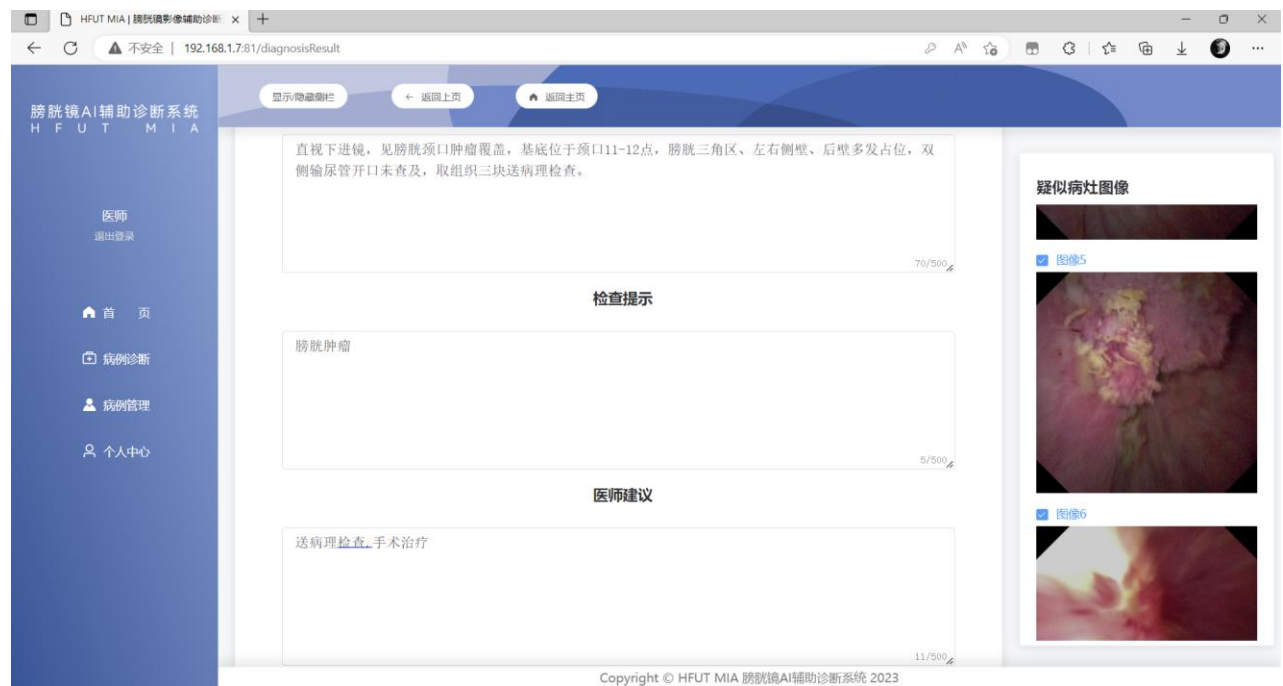 HFUT MIA | 膀胱镜影像辅助诊断
不安全 | 192.168.1.7:81/diagnosisResult
显示/隐藏侧栏
← 返回上页
返回主页
膀胱镜AI辅助诊断系统
HFUT MIA
医师
退出登录
首 页
病例诊断
病例管理
个人中心
直视下进镜，见膀胱颈口肿瘤覆盖，基底位于颈口11-12点，膀胱三角区、左右侧壁、后壁多发占位，双
侧输尿管开口未查及，取组织三块送病理检查。
70/500
检查提示
膀胱肿瘤
5/500
医师建议
送病理检查,手术治疗
11/500
疑似病灶图像
图像5
图像6
Copyright © HFUT MIA 膀胱镜AI辅助诊断系统 2023